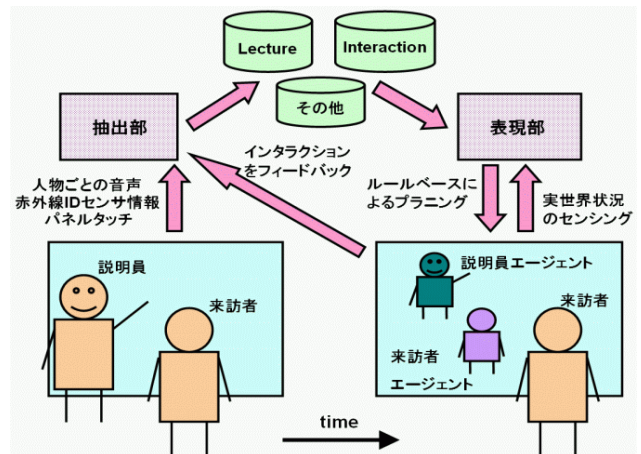 Lecture
Interaction
その他
抽出部
表現部
インタラクション
をフィードバック
人物ごとの音声
赤外線IDセンサ情報
パネルタッチ
ルールベースに
よるプラニング
実世界状況
のセンシング
説明員
来訪者
説明員エージェント
来訪者
来訪者
エージェント
time